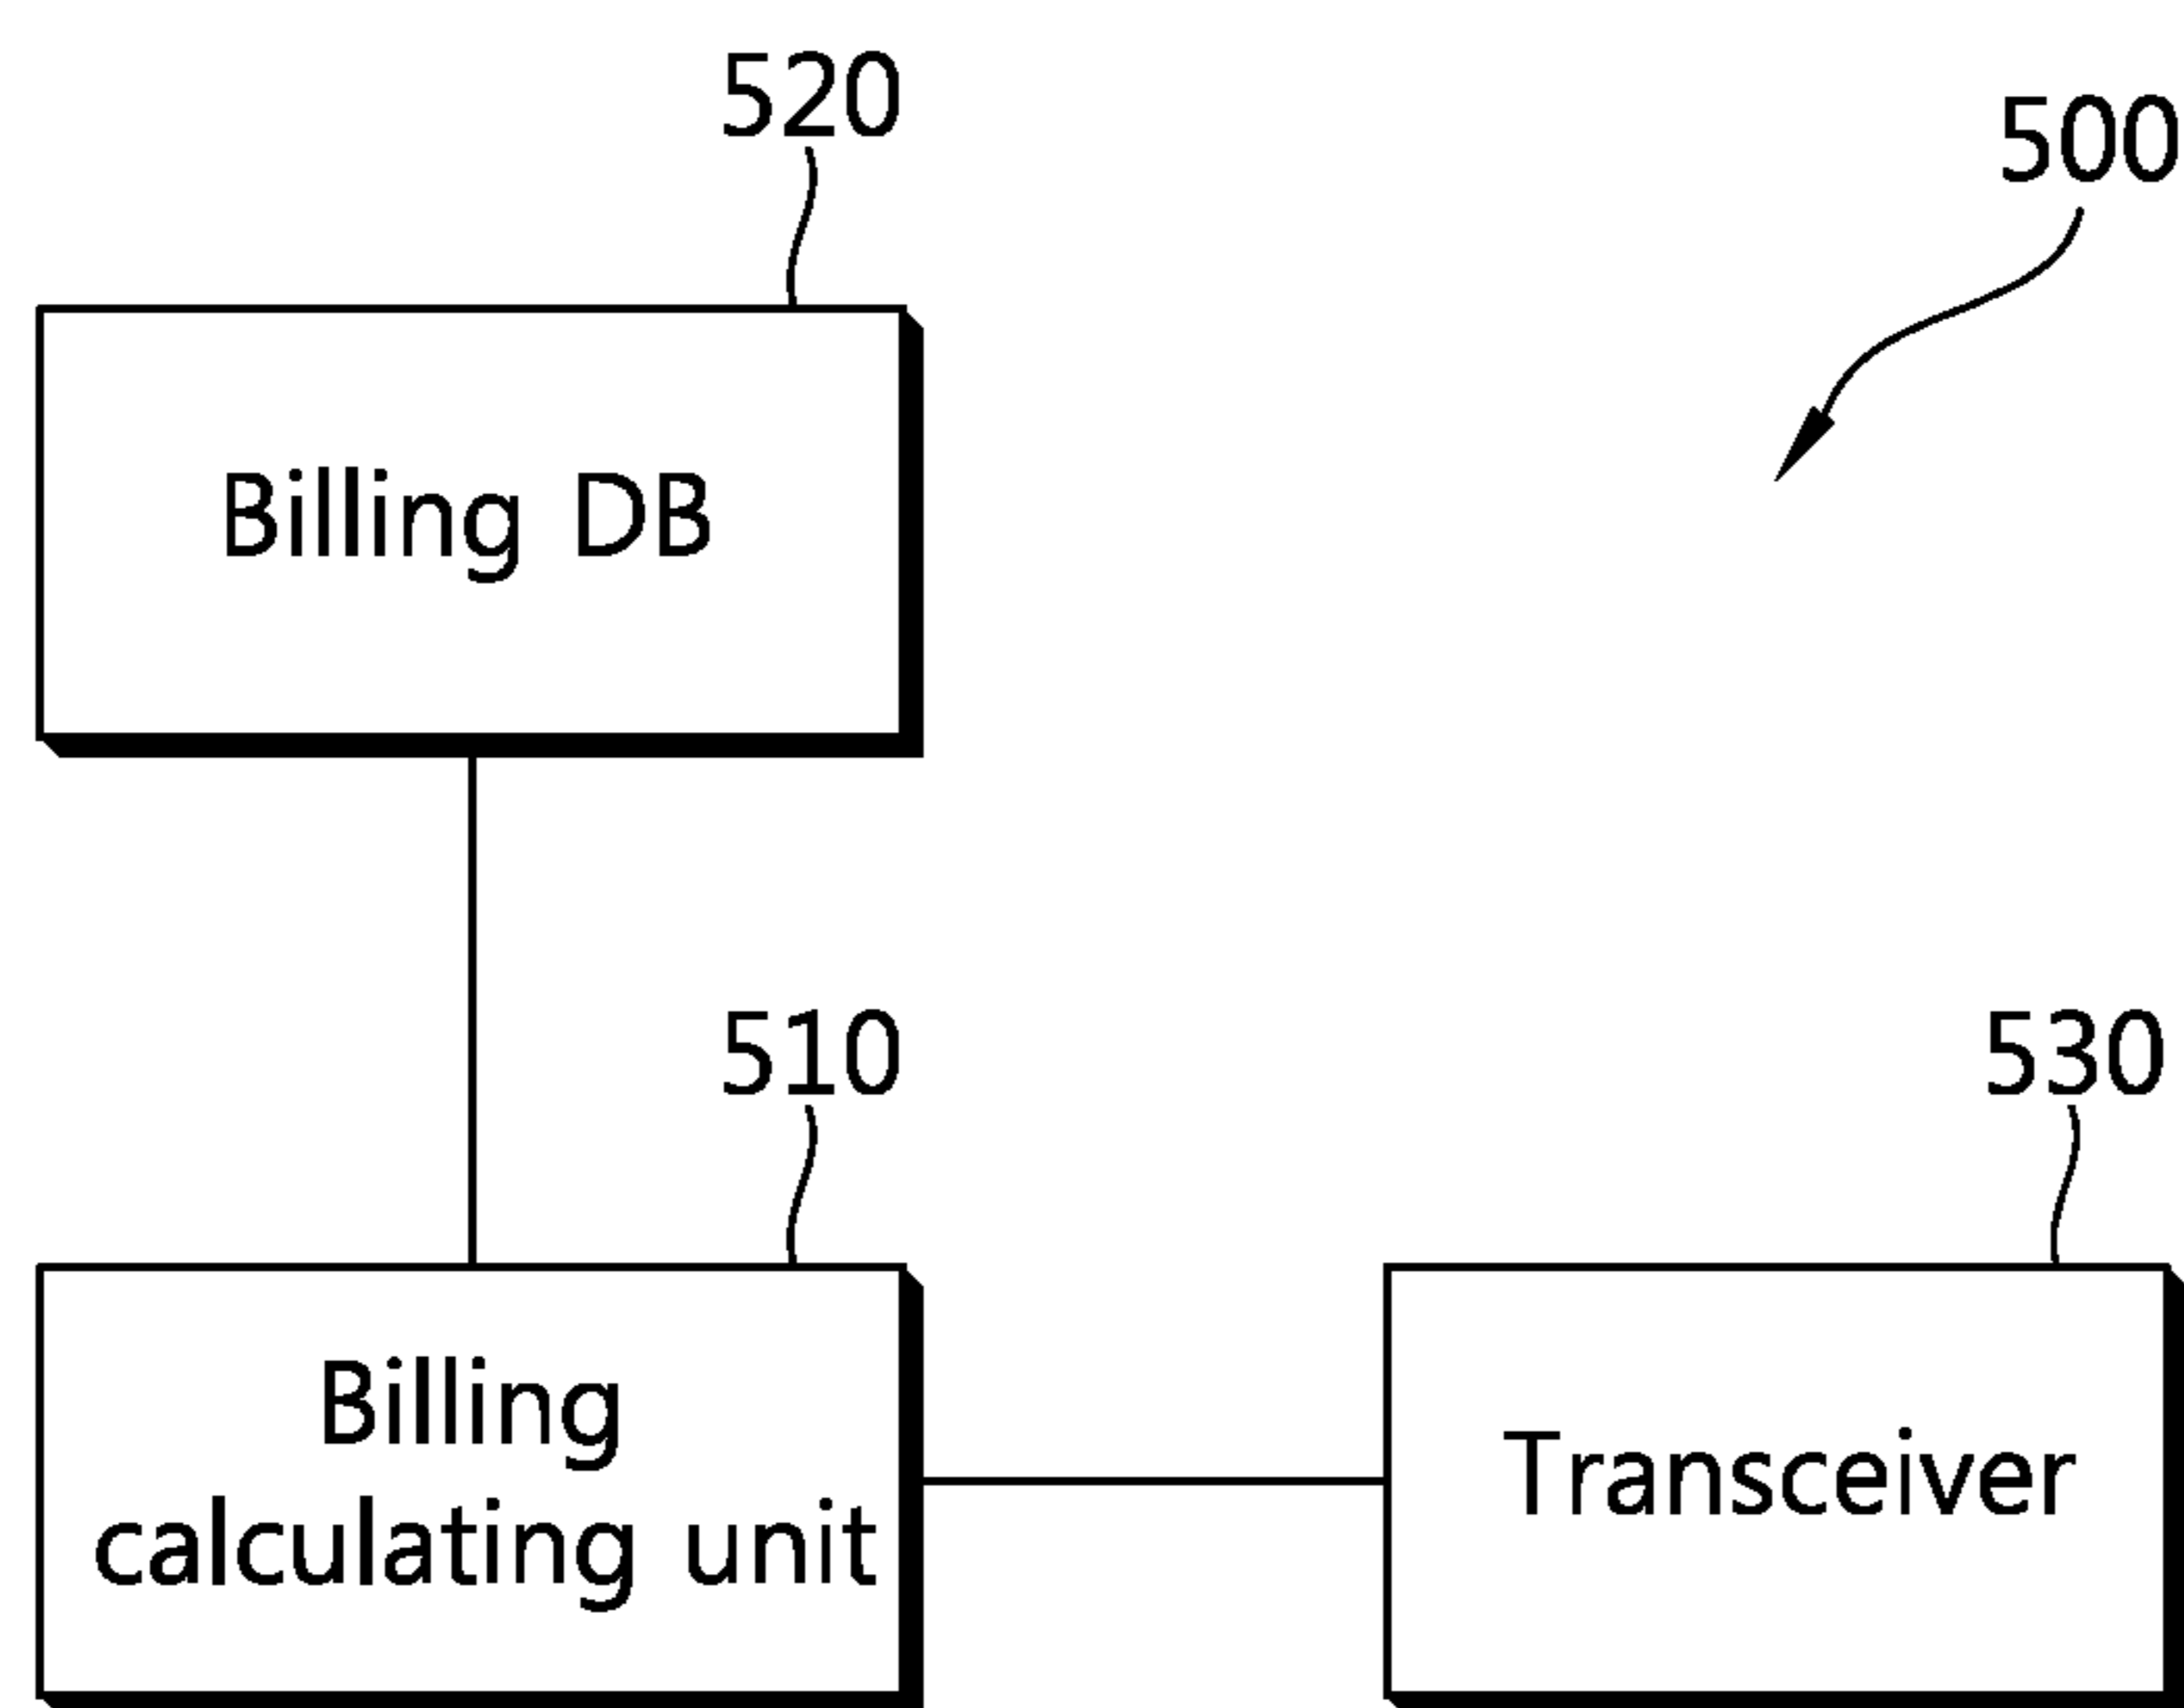 520
500
Billing DB
510
530
Billing
calculating unit
Transceiver